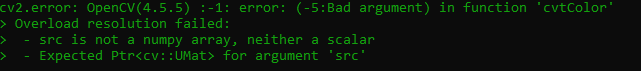 cv2.error: OpenCV(4.5.5) :-1: error: (-5:Bad argument) in function 'cvtColor'
> Overload resolution failed:
>  - src is not a numpy array, neither a scalar
>  - Expected Ptr<cv::UMat> for argument 'src'